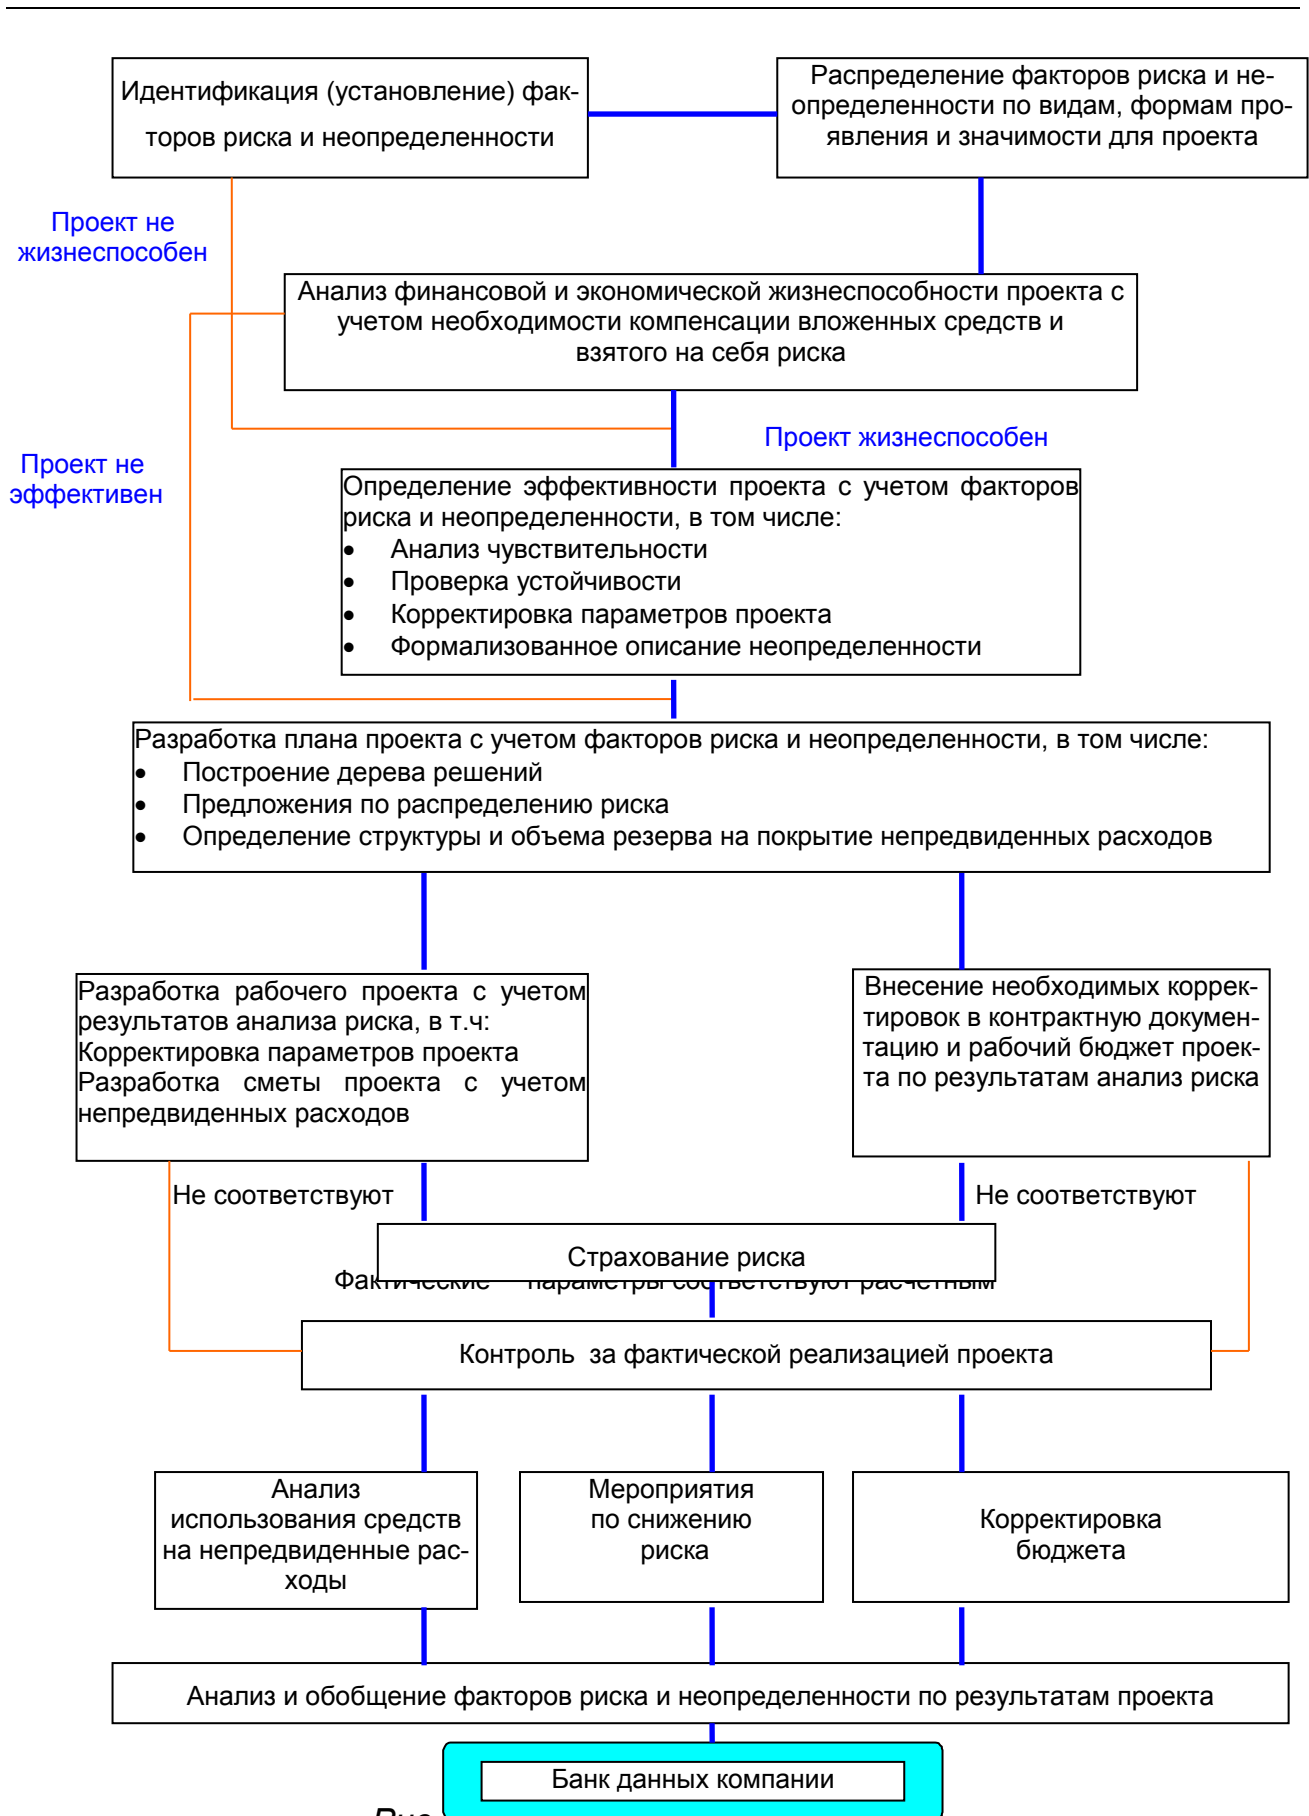 Идентификация (установление) фак-
торов риска и неопределенности
Распределение факторов риска и не-
определенности по видам, формам про-
явления и значимости для проекта
Проект не
жизнеспособен
Анализ финансовой и экономической жизнеспособности проекта с
учетом необходимости компенсации вложенных средств и
взятого на себя риска
Проект жизнеспособен
Проект не
эффективен
Определение эффективности проекта с учетом факторов
риска и неопределенности, в том числе:
• Анализ чувствительности
• Проверка устойчивости
• Корректировка параметров проекта
• Формализованное описание неопределенности
Разработка плана проекта с учетом факторов риска и неопределенности, в том числе:
• Построение дерева решений
• Предложения по распределению риска
• Определение структуры и объема резерва на покрытие непредвиденных расходов
Разработка рабочего проекта с учетом
результатов анализа риска, в т.ч:
Корректировка параметров проекта
Разработка сметы проекта с учетом
непредвиденных расходов
Внесение необходимых коррек-
тировок в контрактную докумен-
тацию и рабочий бюджет проек-
та по результатам анализ риска
Не соответствуют
Не соответствуют
Страхование риска
Фактические параметры соответствуют расчетным
Контроль за фактической реализацией проекта
Анализ
использования средств
на непредвиденные рас-
ходы
Мероприятия
по снижению
риска
Корректировка
бюджета
Анализ и обобщение факторов риска и неопределенности по результатам проекта
Банк данных компании
Рис